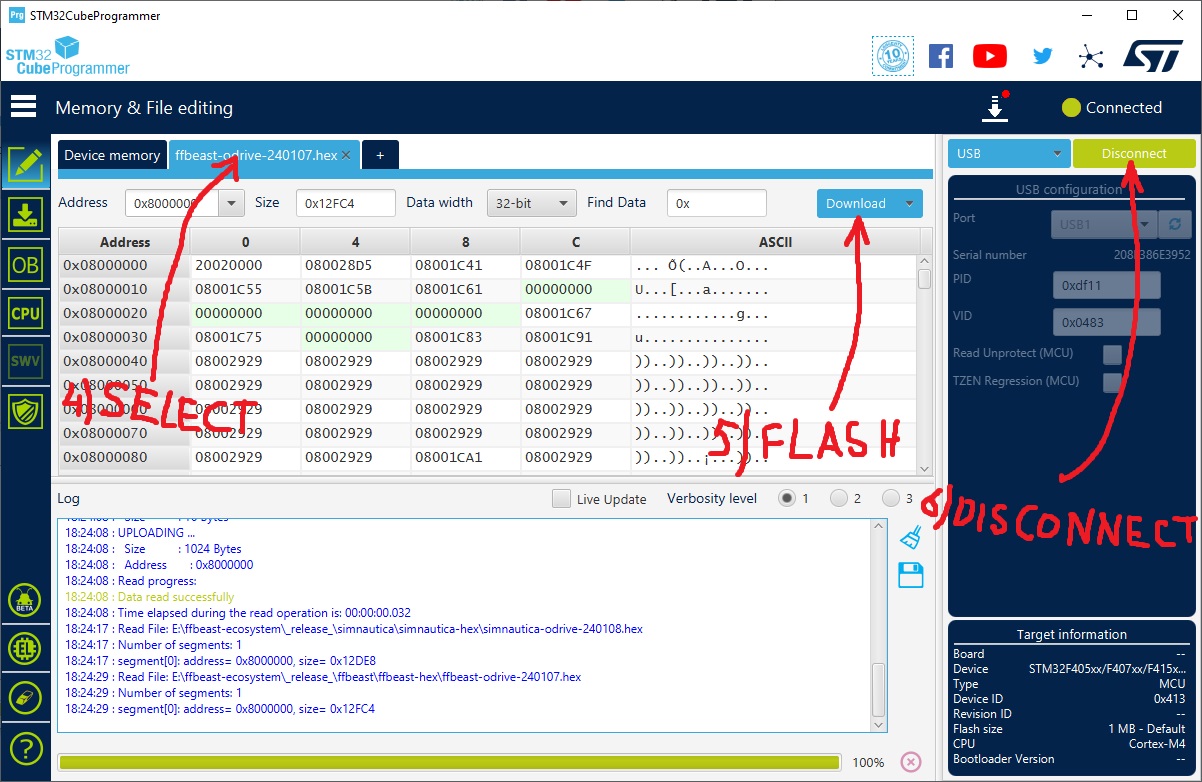 Prg STM32CubeProgrammer
STM32
CubeProgrammer
10
YEARS
Memory & File editing
Connected
Device memory ffbeast-odrive-240107.hex +
USB Disconnect
Address 0x8000000 Size 0x12FC4 Data width 32-bit Find Data 0x Download
Address 0 4 8 C ASCII
0x08000000 20020000 080028D5 08001C41 08001C4F ... Õ(..A...O...
0x08000010 08001C55 08001C5B 08001C61 00000000 U...[...a.......
0x08000020 00000000 00000000 00000000 08001C67 ............g...
0x08000030 08001C75 00000000 08001C83 08001C91 u...............
0x08000040 08002929 08002929 08002929 08002929 ))..))..))..))..
0x08000050 08002929 08002929 08002929 08002929 ))..))..))..))..
0x08000060 08002929 08002929 08002929 08002929 ))..))..))..))..
0x08000070 08002929 08002929 08002929 08002929 ))..))..))..))..
0x08000080 08002929 08002929 08001CA1 08002929 ))..))..¡...))..
4) SELECT
5) FLASH
6) DISCONNECT
OB
CPU
SWV
BETA
EL
?
USB configuration
Port USB1
Serial number
PID 0xdf11
VID 0x0483
Read Unprotect (MCU)
TZEN Regression (MCU)
Log Live Update Verbosity level 1 2 3
18:24:08 : UPLOADING ...
18:24:08 : Size : 1024 Bytes
18:24:08 : Address : 0x8000000
18:24:08 : Read progress:
18:24:08 : Data read successfully
18:24:08 : Time elapsed during the read operation is: 00:00:00.032
18:24:17 : Read File: E:\ffbeast-ecosystem\_release_\simnautica\simnautica-hex\simnautica-odrive-240108.hex
18:24:17 : Number of segments: 1
18:24:17 : segment[0]: address= 0x8000000, size= 0x12DE8
18:24:29 : Read File: E:\ffbeast-ecosystem\_release_\ffbeast\ffbeast-hex\ffbeast-odrive-240107.hex
18:24:29 : Number of segments: 1
18:24:29 : segment[0]: address= 0x8000000, size= 0x12FC4
100%
Target information
Board --
Device STM32F405xx/F407xx/F415x...
Type MCU
Device ID 0x413
Revision ID --
Flash size 1 MB - Default
CPU Cortex-M4
Bootloader Version --